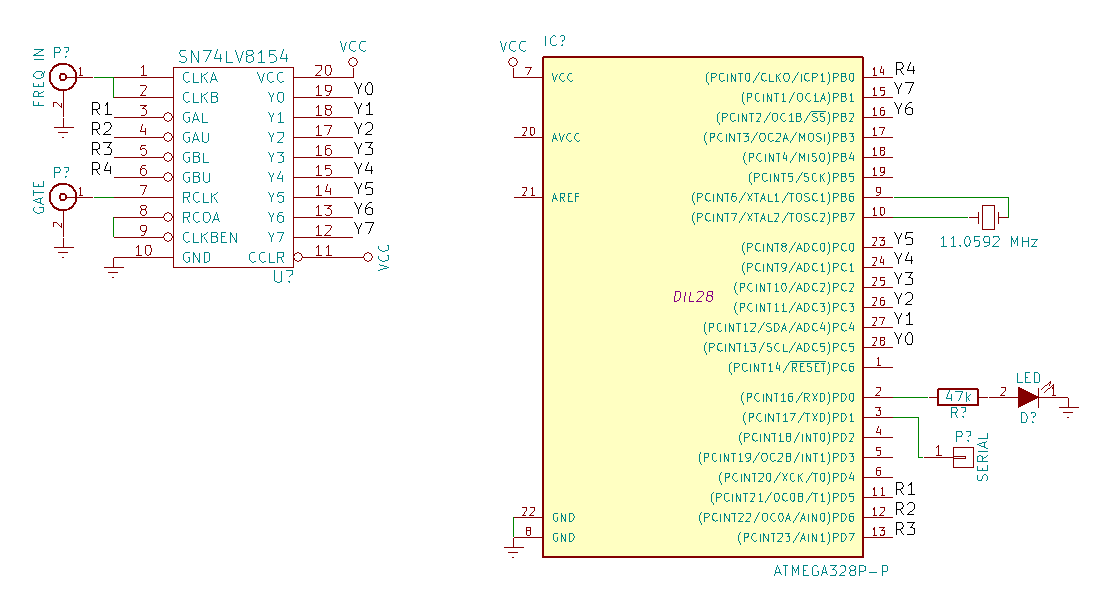 FREQ IN
P?
1
2
GATE
P?
1
2
SN74LV8154
VCC
R1
R2
R3
R4
1 CLKA VCC 20
2 CLKB Y0 19 Y0
3 GAL Y1 18 Y1
4 GAU Y2 17 Y2
5 GBL Y3 16 Y3
6 GBU Y4 15 Y4
7 RCLK Y5 14 Y5
8 RCOA Y6 13 Y6
9 CLKBEN Y7 12 Y7
10 GND CCLR 11 VCC
U?
IC?
VCC
7 VCC
20 AVCC
21 AREF
22 GND
8 GND
DIL28
(PCINT0/CLKO/ICP1)PB0 14 R4
(PCINT1/OC1A)PB1 15 Y7
(PCINT2/OC1B/SS)PB2 16 Y6
(PCINT3/OC2A/MOSI)PB3 17
(PCINT4/MISO)PB4 18
(PCINT5/SCK)PB5 19
(PCINT6/XTAL1/TOSC1)PB6 9
(PCINT7/XTAL2/TOSC2)PB7 10
11.0592 MHz
(PCINT8/ADC0)PC0 23 Y5
(PCINT9/ADC1)PC1 24 Y4
(PCINT10/ADC2)PC2 25 Y3
(PCINT11/ADC3)PC3 26 Y2
(PCINT12/SDA/ADC4)PC4 27 Y1
(PCINT13/SCL/ADC5)PC5 28 Y0
(PCINT14/RESET)PC6 1
(PCINT16/RXD)PD0 2
47k
R?
LED
2 1
D?
(PCINT17/TXD)PD1 3
(PCINT18/INT0)PD2 4
P?
1
SERIAL
(PCINT19/OC2B/INT1)PD3 5
(PCINT20/XCK/T0)PD4 6
(PCINT21/OC0B/T1)PD5 11 R1
(PCINT22/OC0A/AIN0)PD6 12 R2
(PCINT23/AIN1)PD7 13 R3
ATMEGA328P-P